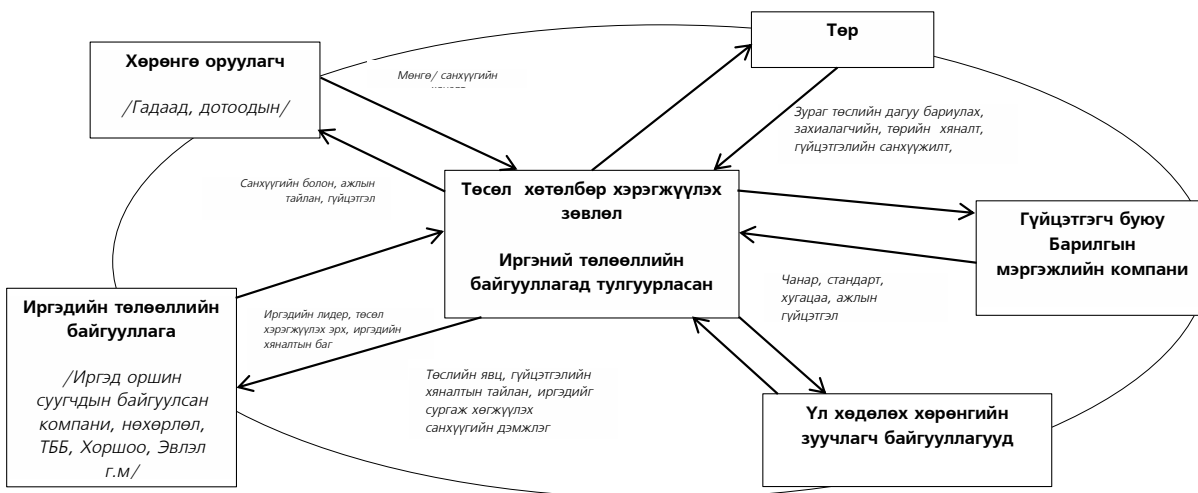 Төр
Хөрөнгө оруулагч
/Гадаад, дотоодын/
Мөнгө/ санхүүгийн
Зураг төслийн дагуу бариулах,
захиалагчийн, төрийн хяналт,
гүйцэтгэлийн санхүүжилт,
Санхүүгийн болон, ажлын
тайлан, гүйцэтгэл
Төсөл хөтөлбөр хэрэгжүүлэх
зөвлөл
Иргэний төлөөллийн
байгууллагад тулгуурласан
Гүйцэтгэгч буюу
Барилгын
мэргэжлийн компани
Чанар, стандарт,
хугацаа, ажлын
гүйцэтгэл
Иргэдийн төлөөллийн
байгууллага
/Иргэд оршин
суугчдын байгуулсан
компани, нөхөрлөл,
ТББ, Хоршоо, Эвлэл
г.м/
Иргэдийн лидер, төсөл
хэрэгжүүлэх эрх, иргэдийн
хяналтын баг
Төслийн явц, гүйцэтгэлийн
хяналтын тайлан, иргэдийг
сургаж хөгжүүлэх
санхүүгийн дэмжлэг
Үл хөдөлөх хөрөнгийн
зуучлагч байгууллагууд